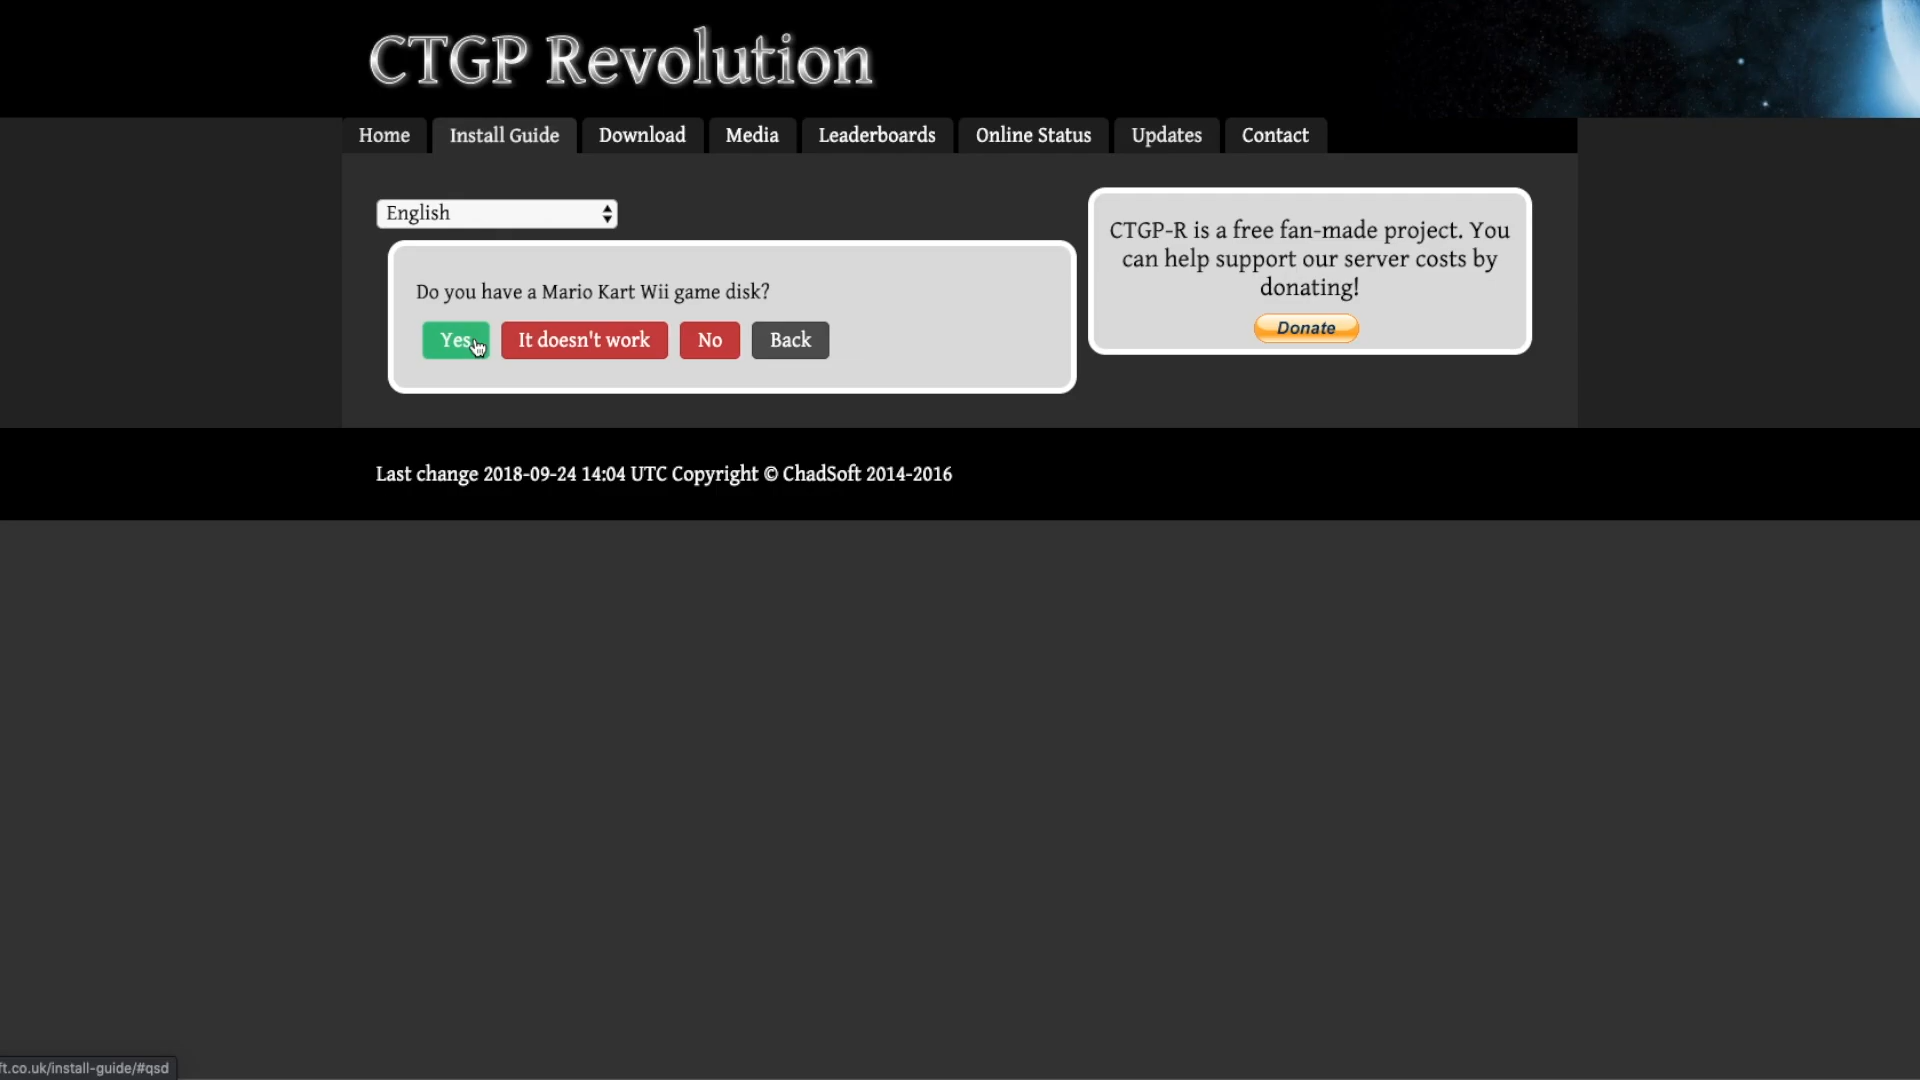 CTGP Revolution
Home
Install Guide
Download
Media
Leaderboards
Online Status
Updates
Contact
English
Do you have a Mario Kart Wii game disk?
Yes
It doesn't work
No
Back
CTGP-R is a free fan-made project. You
can help support our server costs by
donating!
Donate
Last change 2018-09-24 14:04 UTC Copyright © ChadSoft 2014-2016
ft.co.uk/install-guide/#qsd